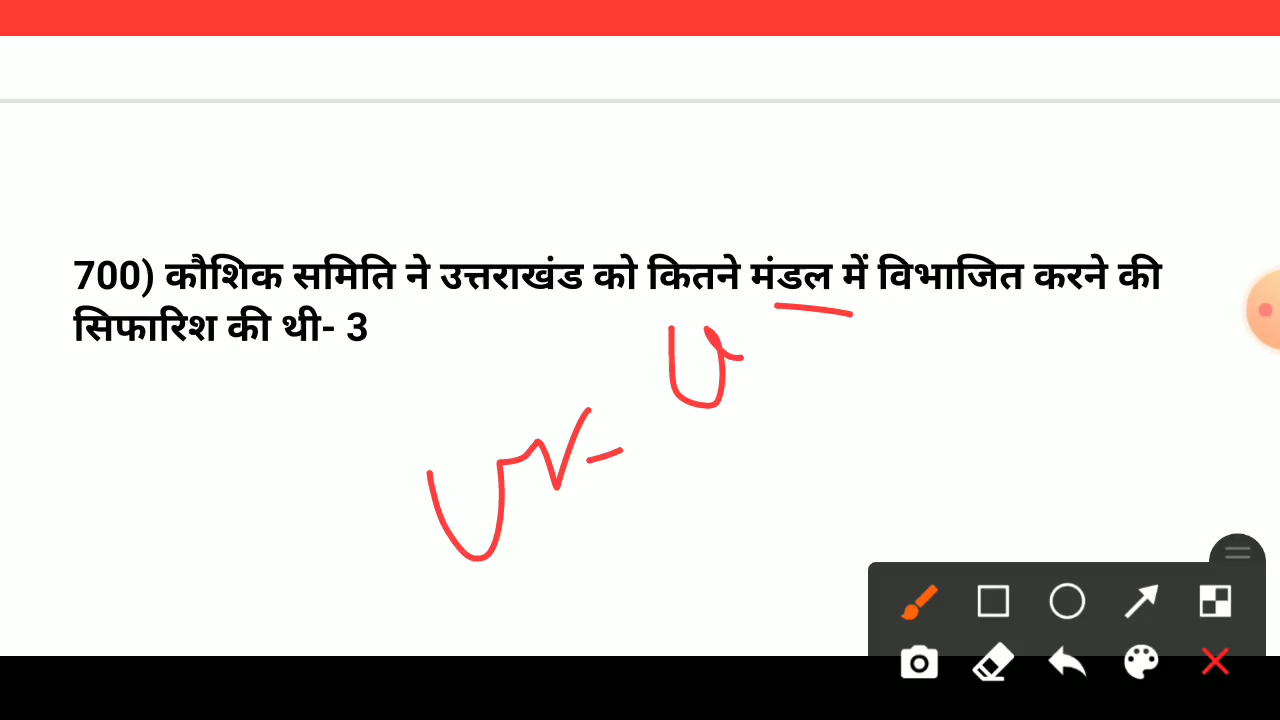 700) कौशिक समिति ने उत्तराखंड को कितने मंडल में विभाजित करने की
सिफारिश की थी- 3